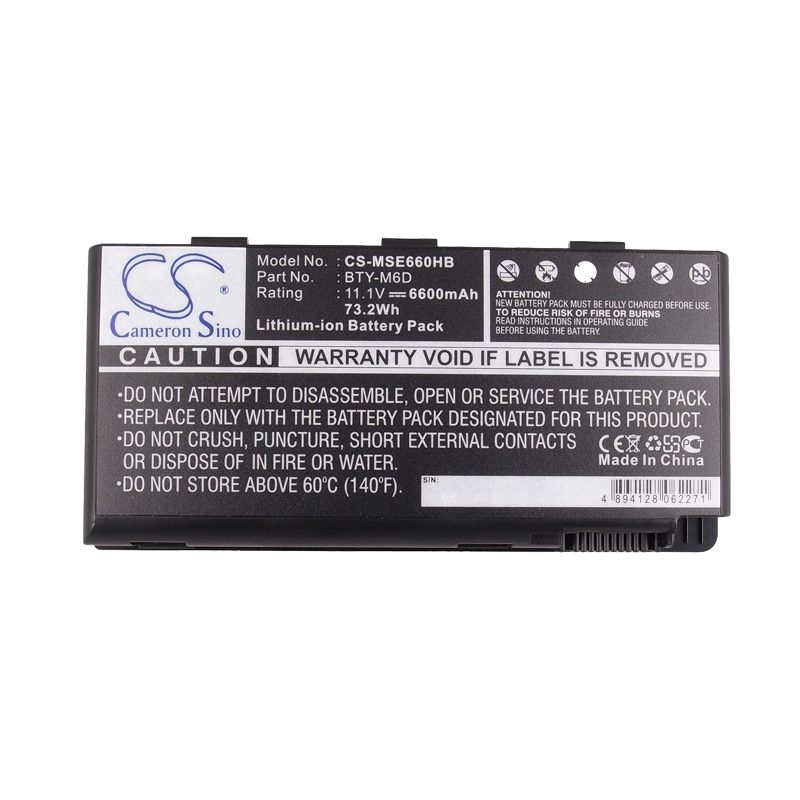 CS
Cameron Sino
Model No. : CS-MSE660HB
Part No. : BTY-M6D
Rating : 11.1V 6600mAh
73.2Wh
Lithium-ion Battery Pack
ATTENTION:
NEW BATTERY PACK MUST BE CHARGED BEFORE USE.
TO REDUCE RISK OF FIRE OR BURNS
FOLLOW INSTRUCTIONS IN OPERATING GUIDE
BEFORE USING BATTERY.
CAUTION WARRANTY VOID IF LABEL IS REMOVED
•DO NOT ATTEMPT TO DISASSEMBLE, OPEN OR SERVICE THE BATTERY PACK.
•REPLACE ONLY WITH THE BATTERY PACK DESIGNATED FOR THIS PRODUCT.
•DO NOT CRUSH, PUNCTURE, SHORT EXTERNAL CONTACTS
OR DISPOSE OF IN FIRE OR WATER.
•DO NOT STORE ABOVE 60°C (140°F).
MADE IN CHINA
S/N:
4 894128 062271